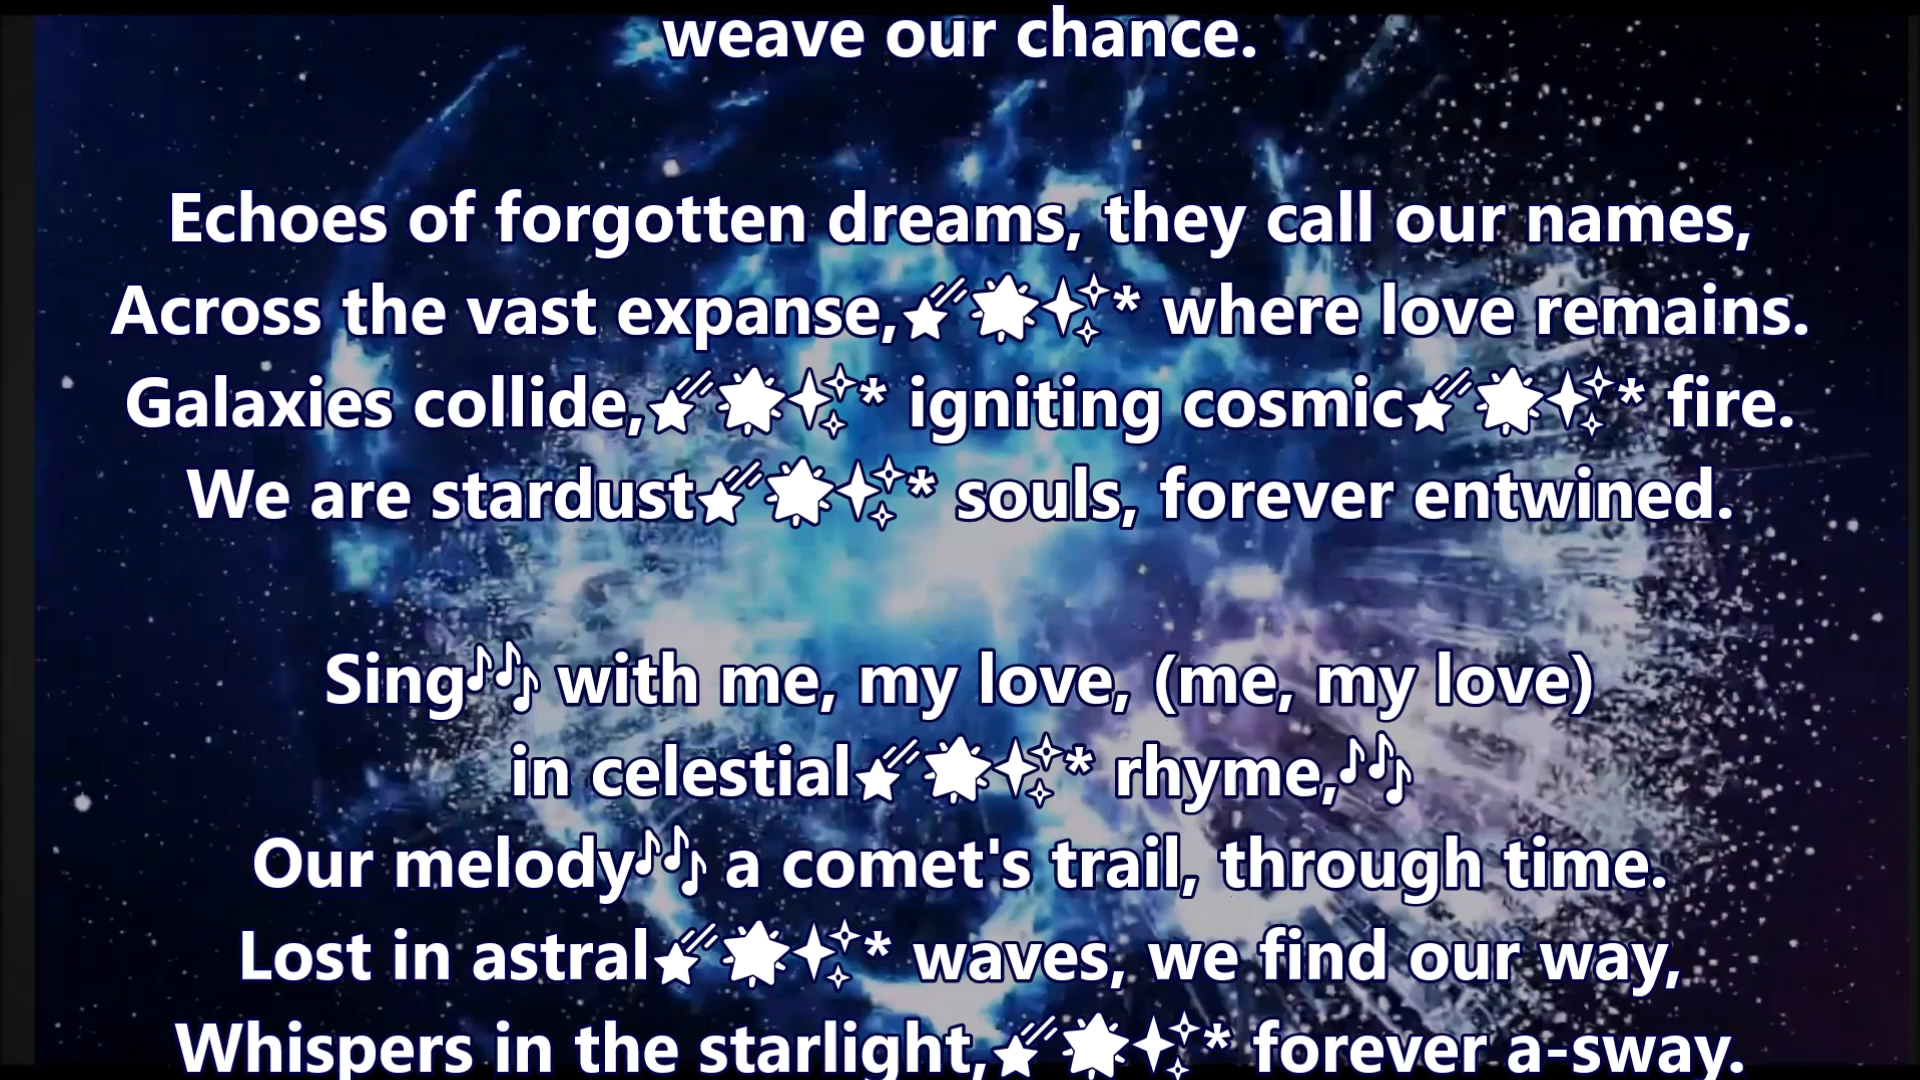 weave our chance.
Echoes of forgotten dreams, they call our names,
Across the vast expanse,☄🌟✨* where love remains.
Galaxies collide,☄🌟✨* igniting cosmic☄🌟✨* fire.
We are stardust☄🌟✨* souls, forever entwined.
Sing🎶 with me, my love, (me, my love)
in celestial☄🌟✨* rhyme,🎶
Our melody🎶 a comet's trail, through time.
Lost in astral☄🌟✨* waves, we find our way,
Whispers in the starlight,☄🌟✨* forever a-sway.